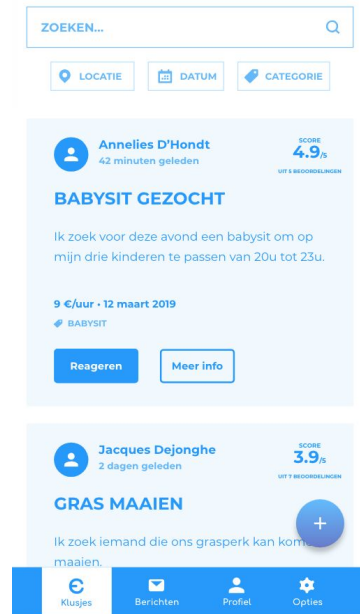 ZOEKEN...
LOCATIE
DATUM
CATEGORIE
Annelies D'Hondt
42 minuten geleden
SCORE
4.9/5
UIT 5 BEOORDELINGEN
BABYSIT GEZOCHT
Ik zoek voor deze avond een babysit om op
mijn drie kinderen te passen van 20u tot 23u.
9 €/uur • 12 maart 2019
BABYSIT
Reageren
Meer info
Jacques Dejonghe
2 dagen geleden
SCORE
3.9/5
UIT 7 BEOORDELINGEN
GRAS MAAIEN
Ik zoek iemand die ons grasperk kan
maaien.
+
Klusjes
Berichten
Profiel
Opties